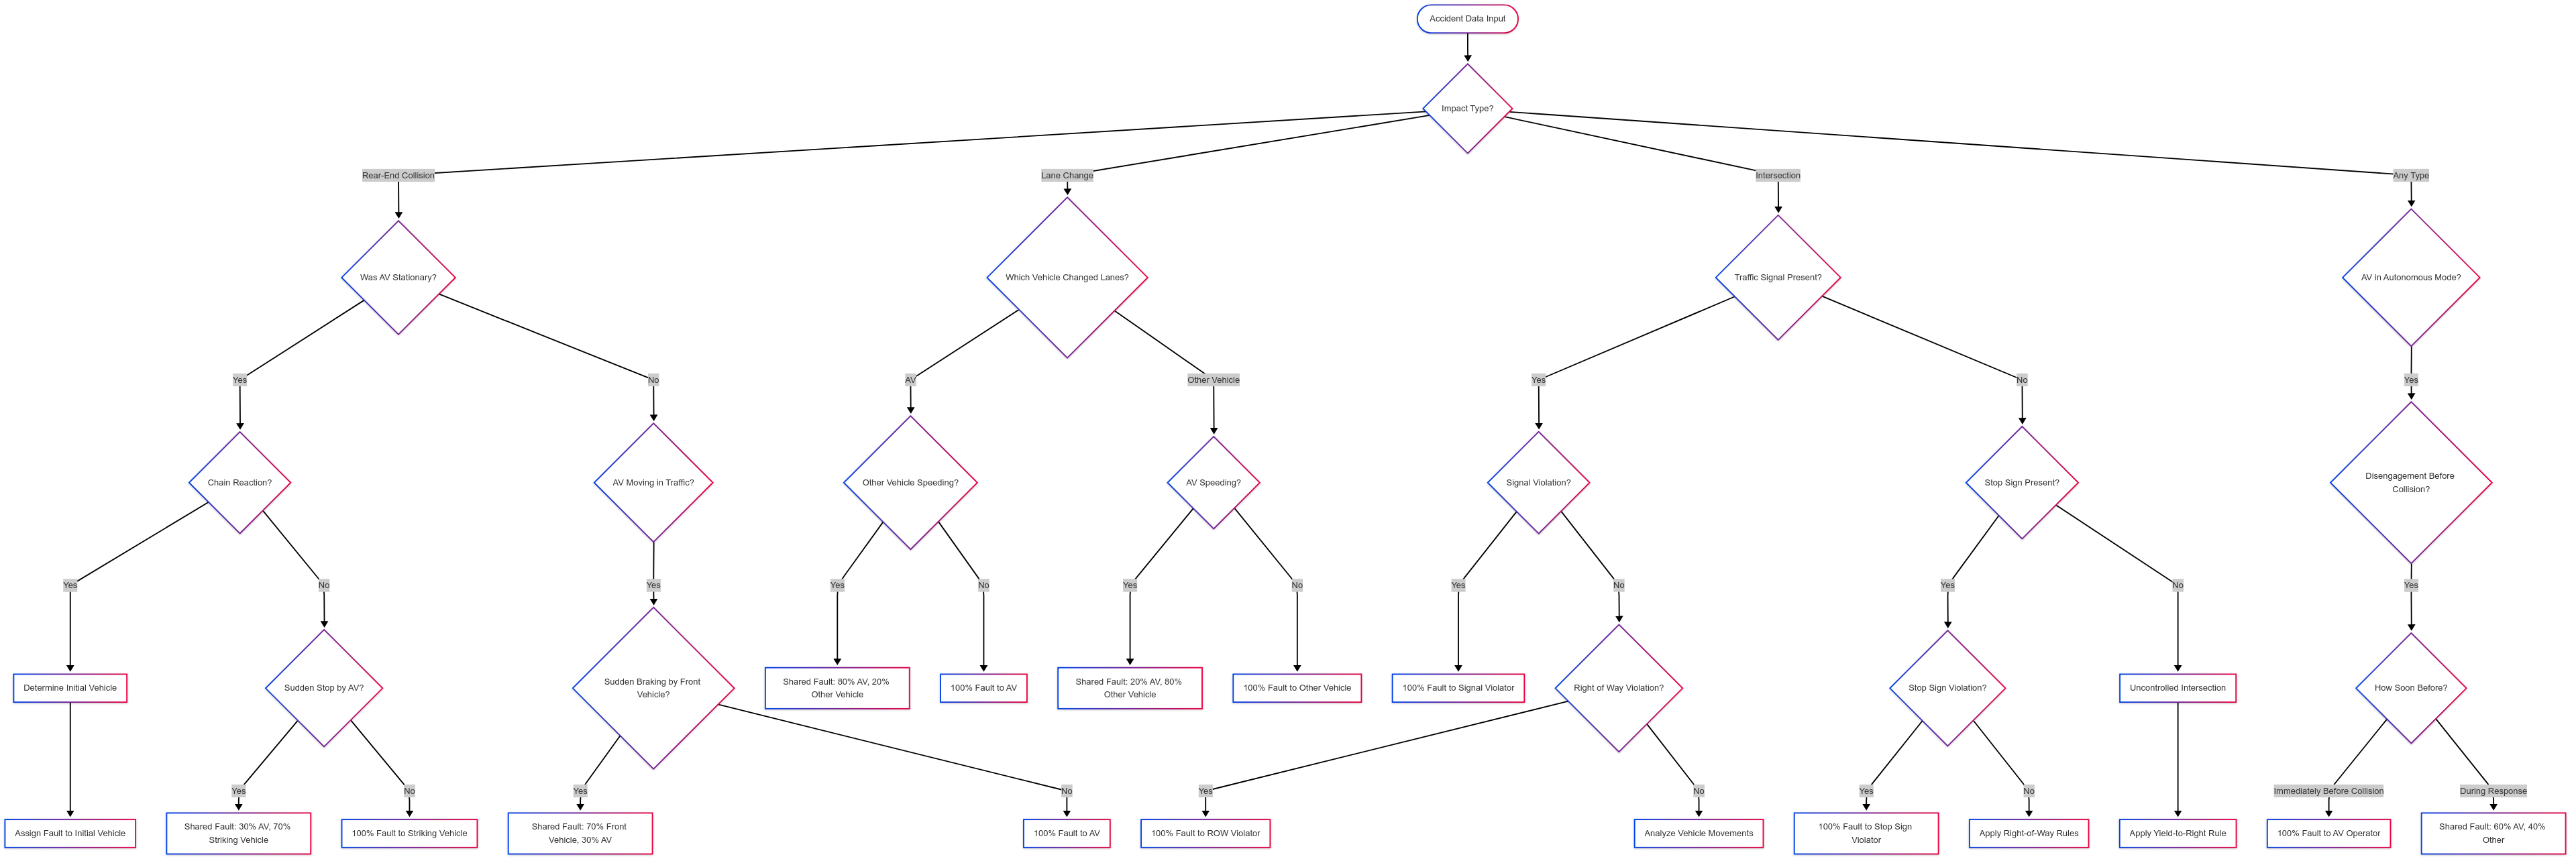 Accident Data Input
Impact Type?
Rear-End Collision
Lane Change
Intersection
Any Type
Was AV Stationary?
Which Vehicle Changed Lanes?
Traffic Signal Present?
AV in Autonomous Mode?
Yes
No
AV
Other Vehicle
Yes
No
Yes
Chain Reaction?
AV Moving in Traffic?
Other Vehicle Speeding?
AV Speeding?
Signal Violation?
Stop Sign Present?
Disengagement Before
Collision?
Yes
No
Yes
Yes
No
Yes
No
Yes
No
Yes
No
Yes
Determine Initial Vehicle
Sudden Stop by AV?
Sudden Braking by Front
Vehicle?
Shared Fault: 80% AV, 20%
Other Vehicle
100% Fault to AV
Shared Fault: 20% AV, 80%
Other Vehicle
100% Fault to Other Vehicle
100% Fault to Signal Violator
Right of Way Violation?
Stop Sign Violation?
Uncontrolled Intersection
How Soon Before?
Yes
No
Yes
No
Yes
No
Yes
No
Immediately Before Collision
During Response
Assign Fault to Initial Vehicle
Shared Fault: 30% AV, 70%
Striking Vehicle
100% Fault to Striking Vehicle
Shared Fault: 70% Front
Vehicle, 30% AV
100% Fault to AV
100% Fault to ROW Violator
Analyze Vehicle Movements
100% Fault to Stop Sign
Violator
Apply Right-of-Way Rules
Apply Yield-to-Right Rule
100% Fault to AV Operator
Shared Fault: 60% AV, 40%
Other